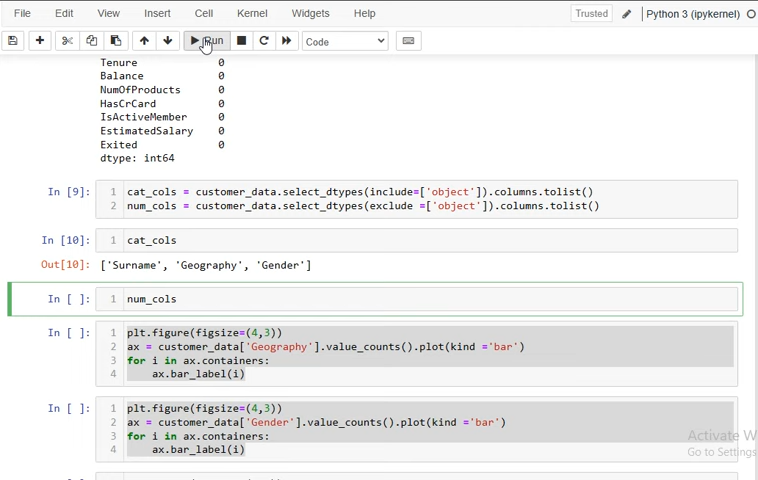 File Edit View Insert Cell Kernel Widgets Help Trusted Python 3 (ipykernel)
Run Code
Tenure 0
Balance 0
NumOfProducts 0
HasCrCard 0
IsActiveMember 0
EstimatedSalary 0
Exited 0
dtype: int64
In [9]: 1 cat_cols = customer_data.select_dtypes(include=['object']).columns.tolist()
2 num_cols = customer_data.select_dtypes(exclude =['object']).columns.tolist()
In [10]: 1 cat_cols
Out[10]: ['Surname', 'Geography', 'Gender']
In [ ]: 1 num_cols
In [ ]: 1 plt.figure(figsize=(4,3))
2 ax = customer_data['Geography'].value_counts().plot(kind ='bar')
3 for i in ax.containers:
4 ax.bar_label(i)
In [ ]: 1 plt.figure(figsize=(4,3))
2 ax = customer_data['Gender'].value_counts().plot(kind ='bar')
3 for i in ax.containers:
4 ax.bar_label(i)
Activate W
Go to Settings